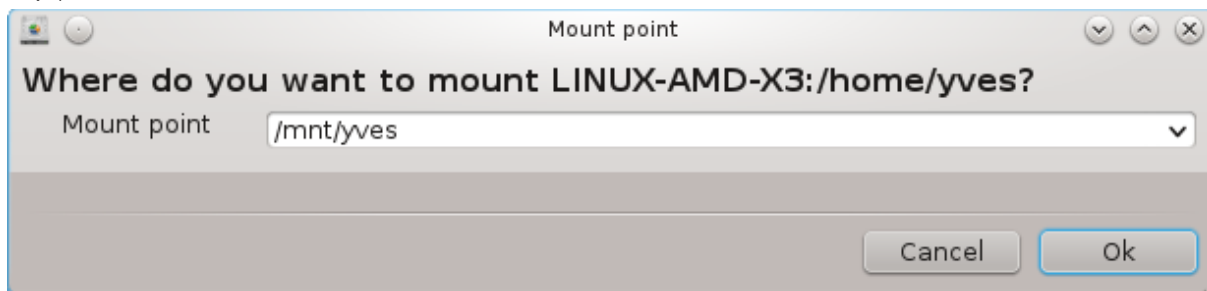 Mount point
Where do you want to mount LINUX-AMD-X3:/home/yves?
Mount point /mnt/yves
Cancel Ok